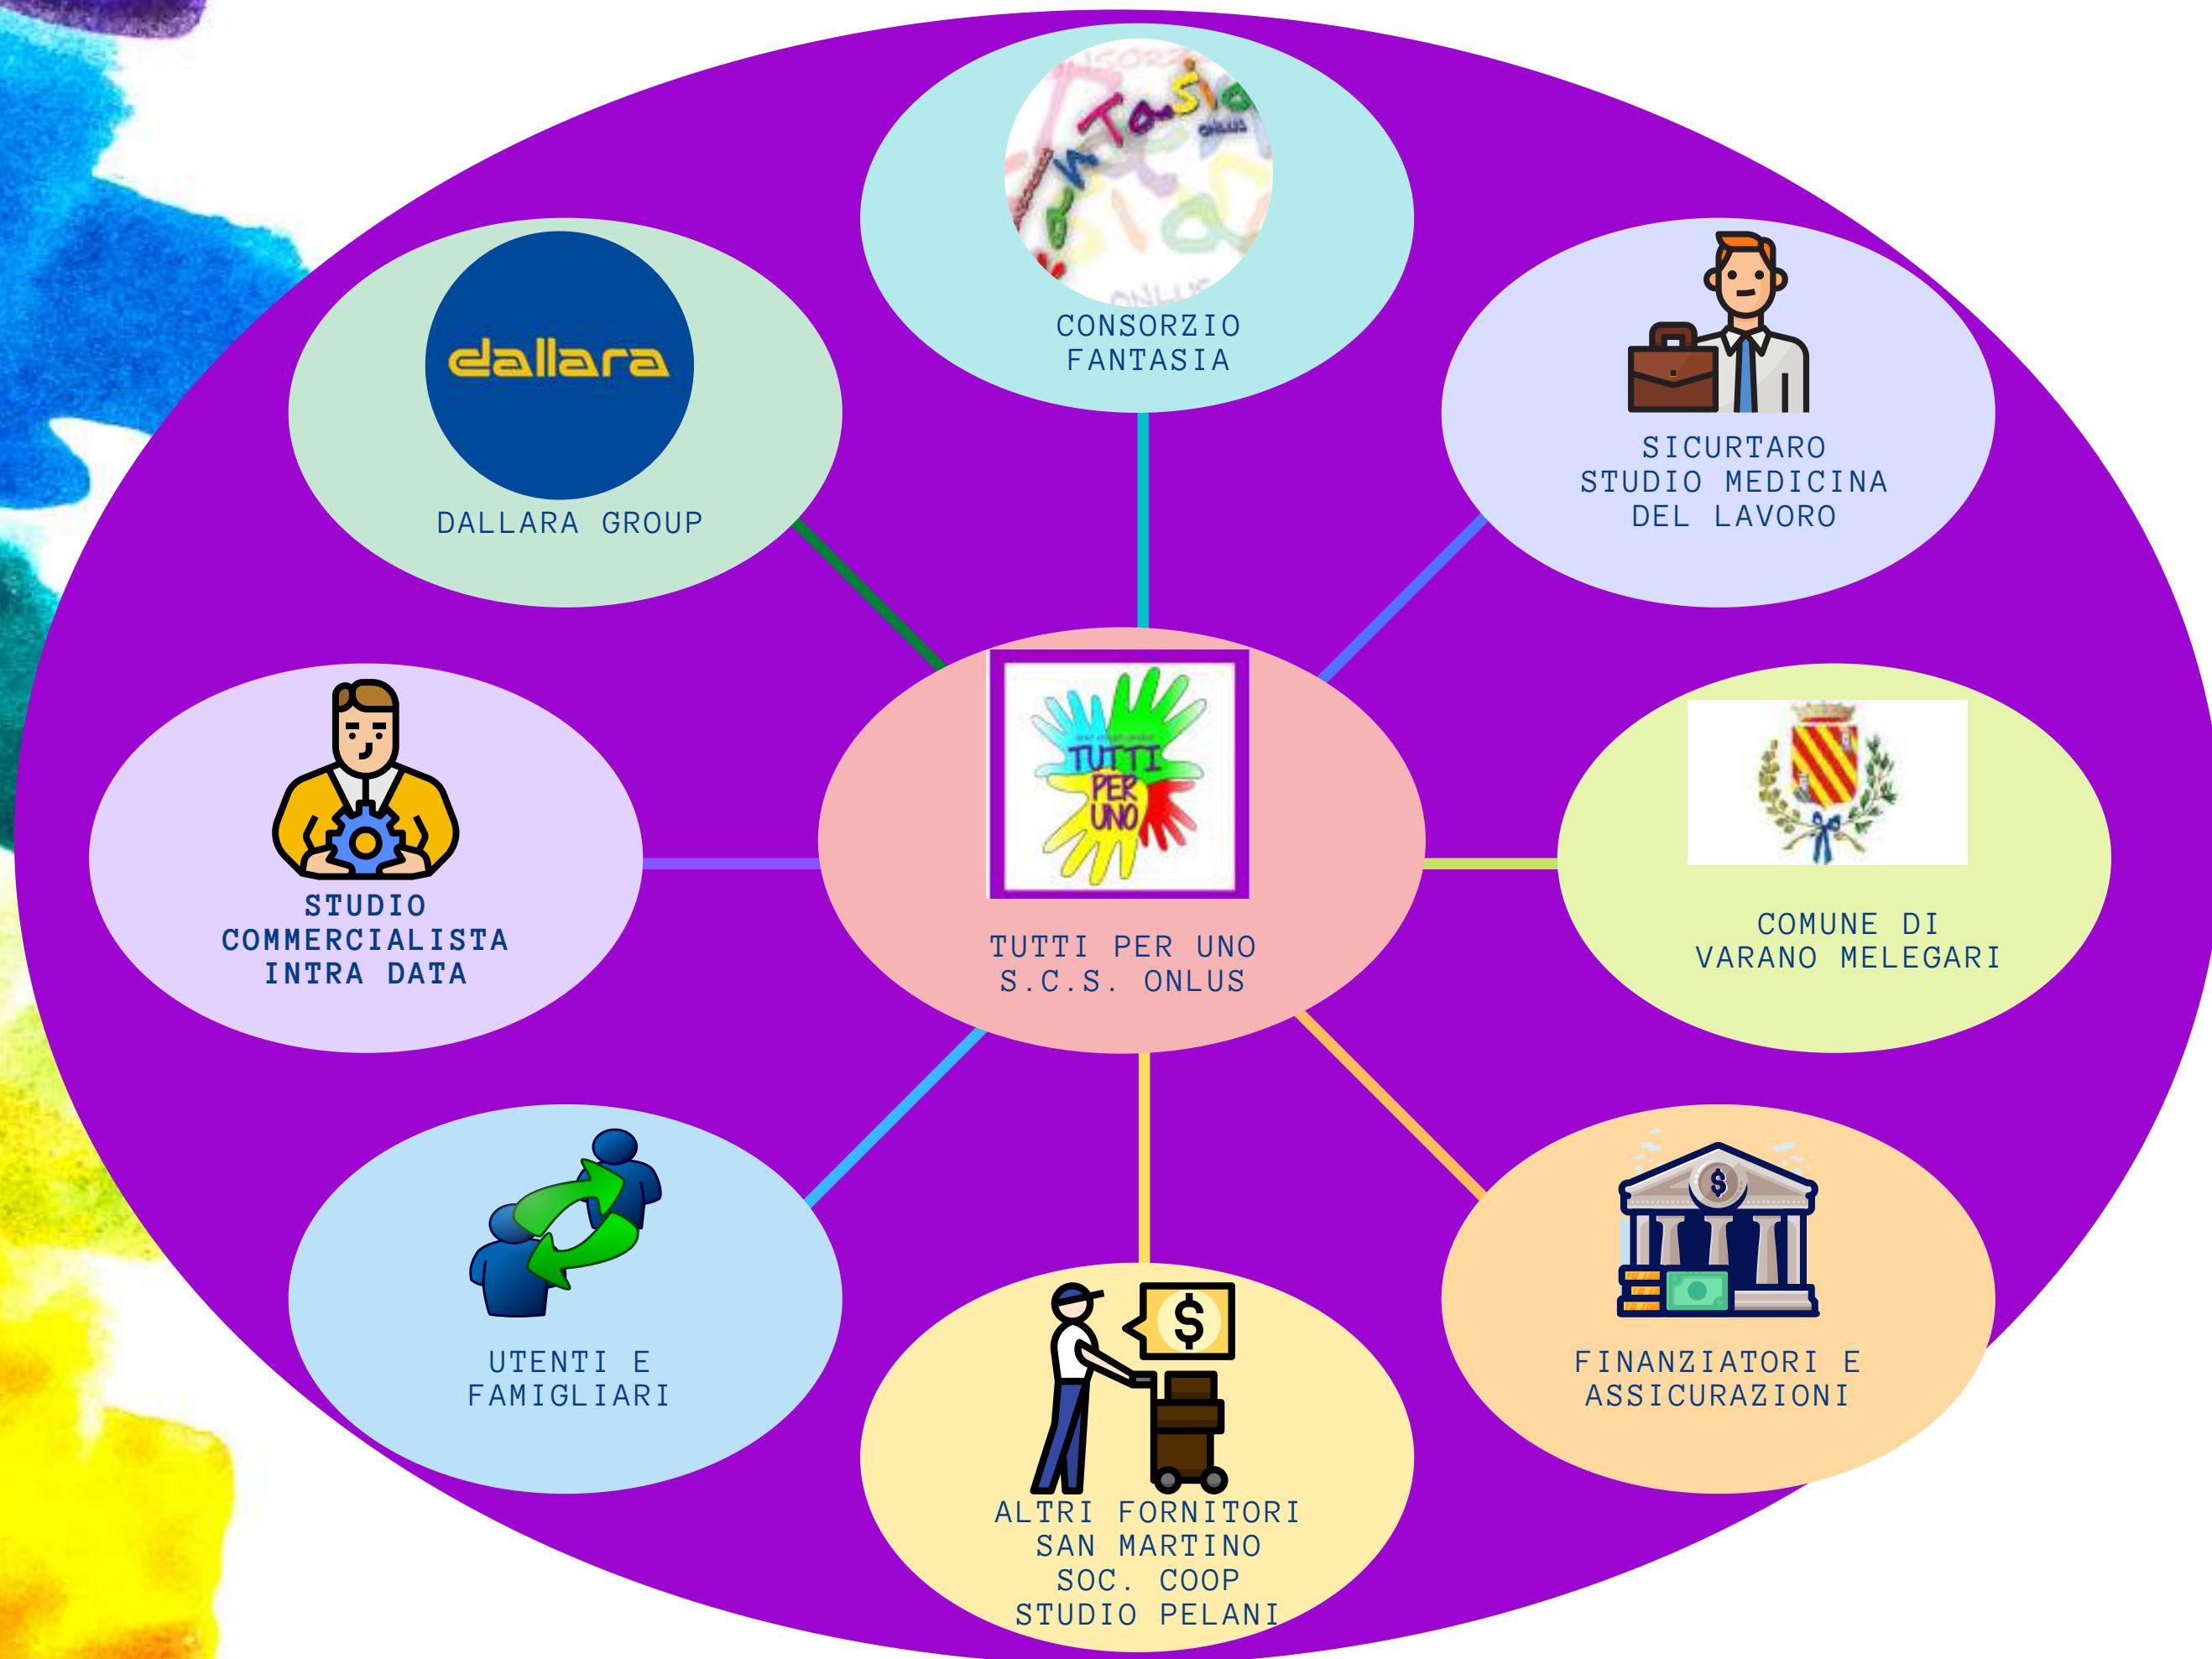 ONLUS
CONSORZIO
FANTASIA
dallara
DALLARA GROUP
SICURTARO
STUDIO MEDICINA
DEL LAVORO
STUDIO
COMMERCIALISTA
INTRA DATA
TUTTI
PER
UNO
TUTTI PER UNO
S.C.S. ONLUS
COMUNE DI
VARANO MELEGARI
UTENTI E
FAMIGLIARI
$
ALTRI FORNITORI
SAN MARTINO
SOC. COOP
STUDIO PELANI
$
FINANZIATORI E
ASSICURAZIONI